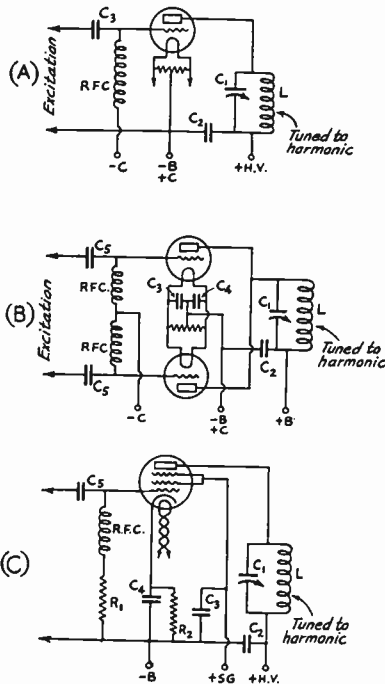 (A)
Excitation
C3
RFC
C2
C1
L
Tuned to
harmonic
-C
-B
+C
+H.V.
(B)
Excitation
C5
RFC.
RFC
C5
C3
C4
C1
L
C2
Tuned to
harmonic
-C
-B
+C
+B
(C)
C5
R.F.C.
R1
C4
R2
C3
C1
L
C2
Tuned to
harmonic
-B
+SG
+H.V.